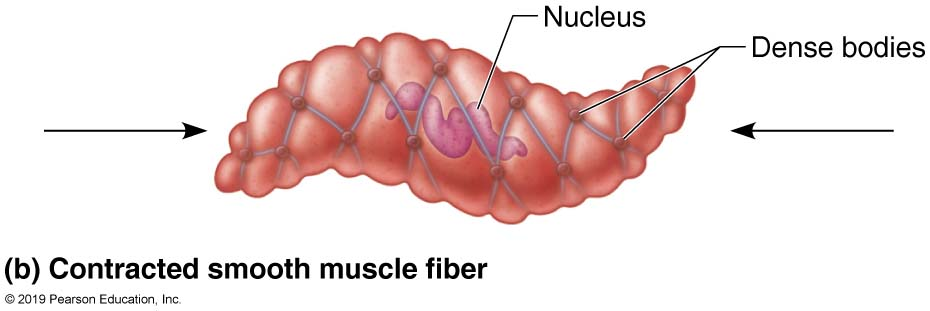 Nucleus
Dense bodies
(b) Contracted smooth muscle fiber
© 2019 Pearson Education, Inc.